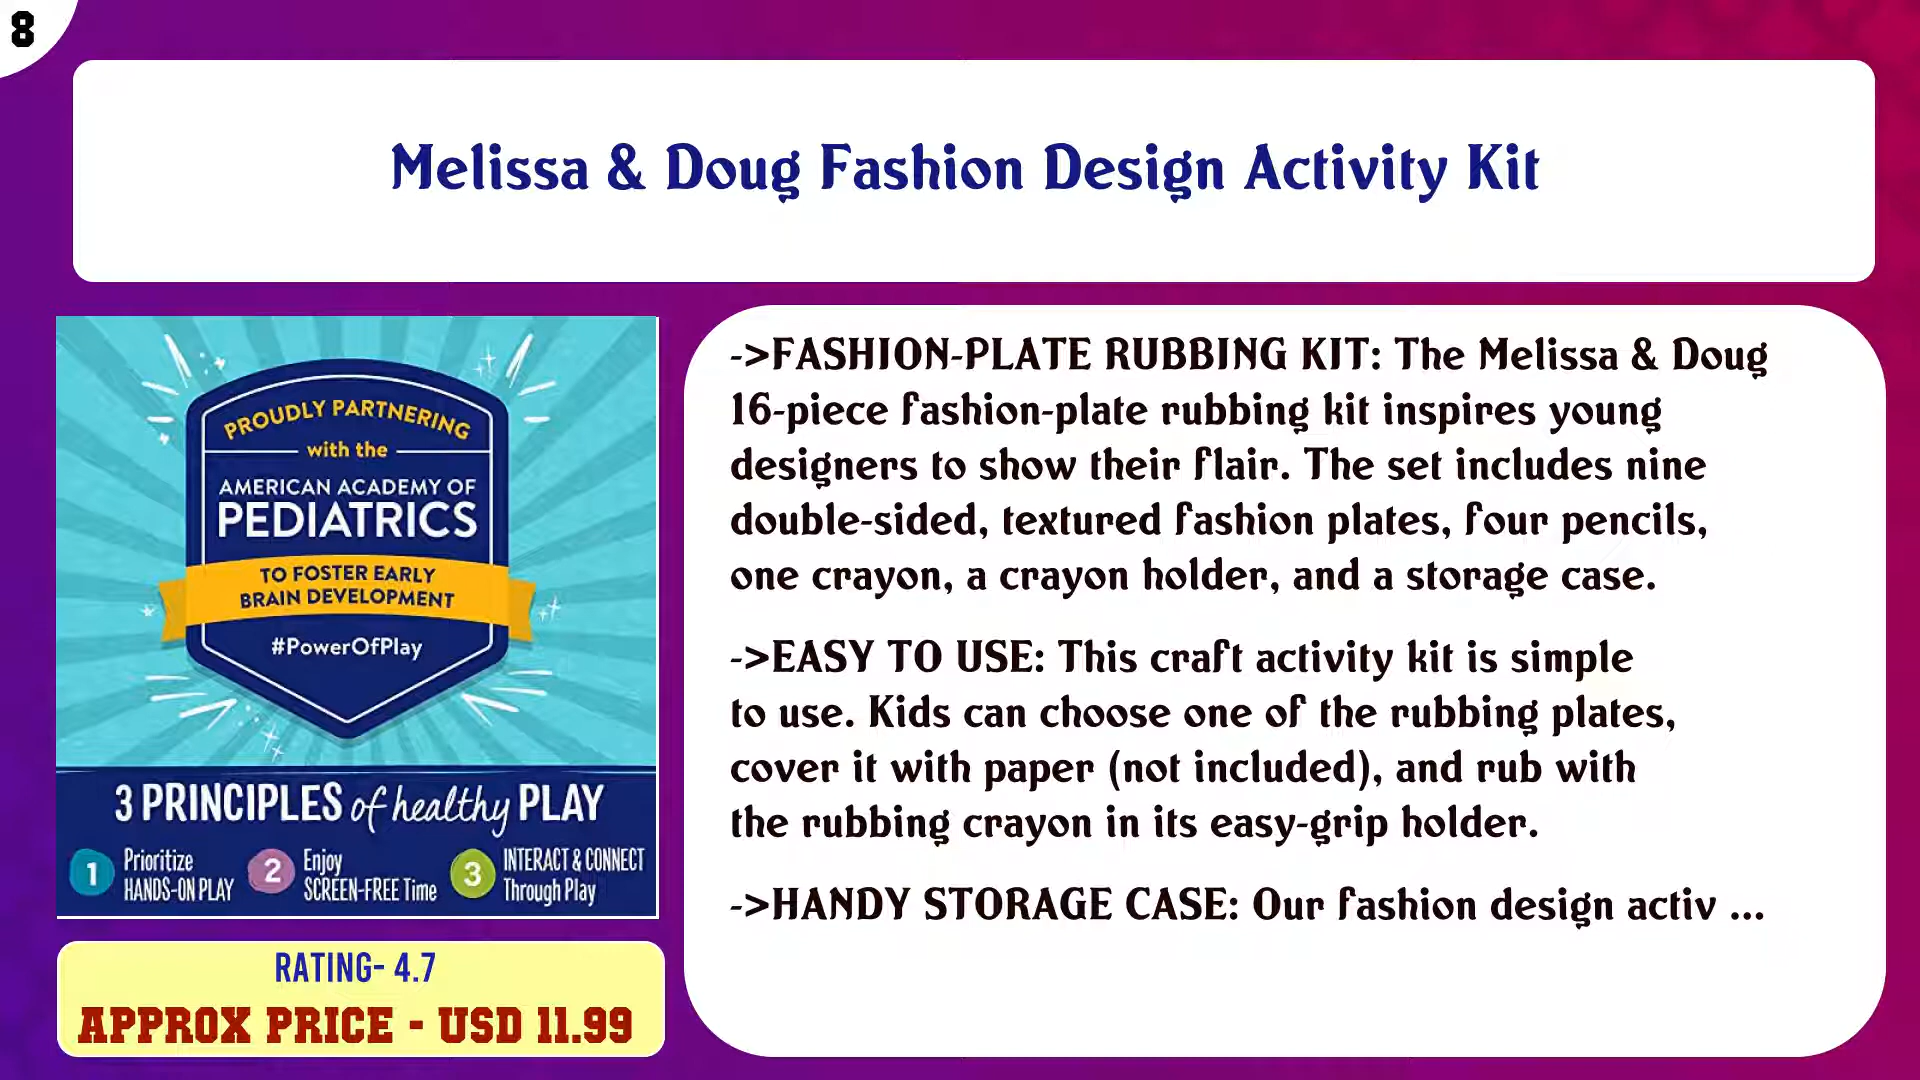 8
Melissa & Doug Fashion Design Activity Kit
PROUDLY PARTNERING
with the
AMERICAN ACADEMY OF
PEDIATRICS
TO FOSTER EARLY
BRAIN DEVELOPMENT
#PowerOfPlay
3 PRINCIPLES of healthy PLAY
1 Prioritize
HANDS-ON PLAY
2 Enjoy
SCREEN-FREE Time
3 INTERACT & CONNECT
Through Play
RATING- 4.7
APPROX PRICE - USD 11.99
->FASHION-PLATE RUBBING KIT: The Melissa & Doug
16-piece fashion-plate rubbing kit inspires young
designers to show their flair. The set includes nine
double-sided, textured fashion plates, four pencils,
one crayon, a crayon holder, and a storage case.
->EASY TO USE: This craft activity kit is simple
to use. Kids can choose one of the rubbing plates,
cover it with paper (not included), and rub with
the rubbing crayon in its easy-grip holder.
->HANDY STORAGE CASE: Our fashion design activ ...